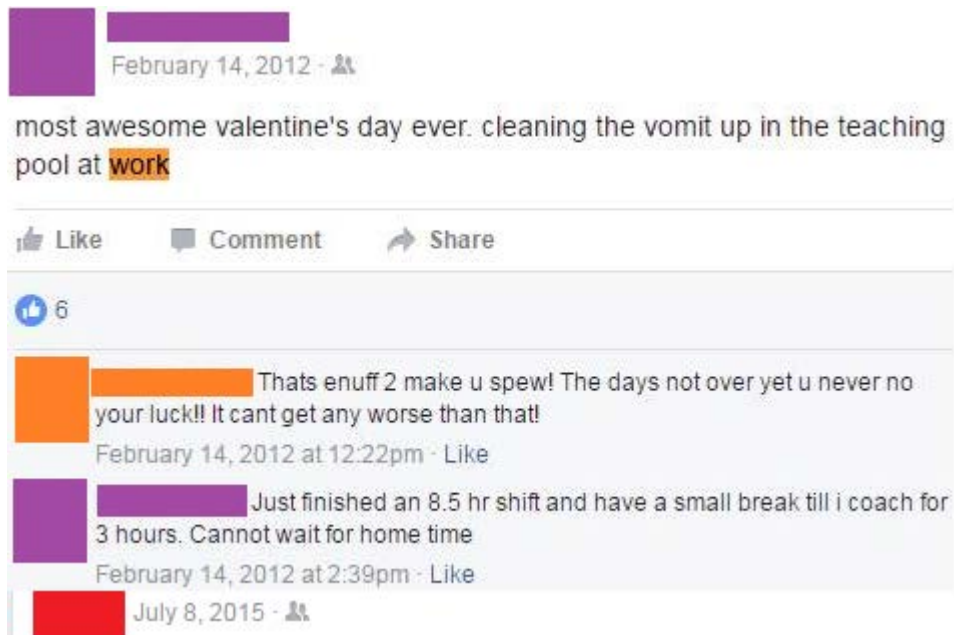 February 14, 2012 ·
most awesome valentine's day ever. cleaning the vomit up in the teaching
pool at work
Like Comment Share
6
Thats enuff 2 make u spew! The days not over yet u never no
your luck!! It cant get any worse than that!
February 14, 2012 at 12:22pm · Like
Just finished an 8.5 hr shift and have a small break till i coach for
3 hours. Cannot wait for home time
February 14, 2012 at 2:39pm · Like
July 8, 2015 ·